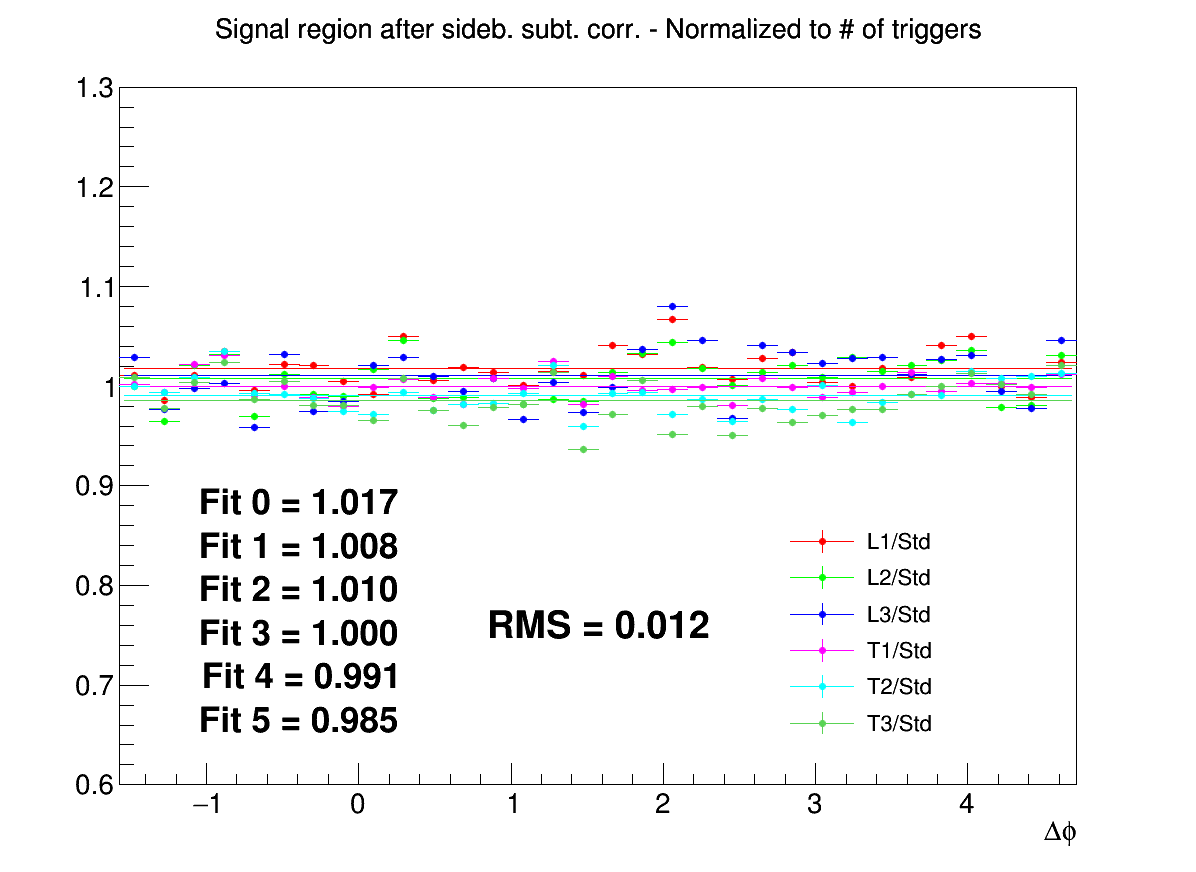 Signal region after sideb. subt. corr. - Normalized to # of triggers
1.3
1.2
1.1
1
0.9
0.8
0.7
0.6
Fit 0 = 1.017
Fit 1 = 1.008
Fit 2 = 1.010
Fit 3 = 1.000
Fit 4 = 0.991
Fit 5 = 0.985
RMS = 0.012
L1/Std
L2/Std
L3/Std
T1/Std
T2/Std
T3/Std
−1 0 1 2 3 4
Δϕ